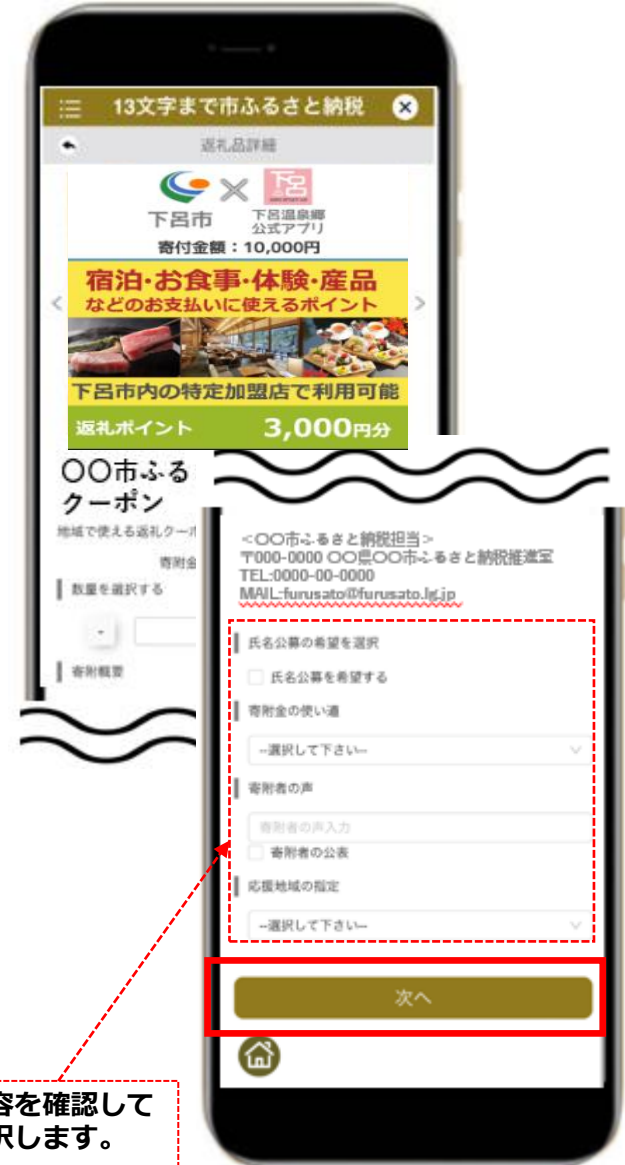 13文字まで市ふるさと納税
返礼品詳細
下呂市
下呂
下呂温泉郷
公式アプリ
寄付金額：10,000円
宿泊・お食事・体験・産品
などのお支払いに使えるポイント
下呂市内の特定加盟店で利用可能
返礼ポイント 3,000円分
〇〇市ふる
クーポン
地域で使える返礼クー
寄附金
数量を選択する
-
寄附概要
<〇〇市ふるさと納税担当>
〒000-0000 〇〇県〇〇市ふるさと納税推進室
TEL:0000-00-0000
MAIL:furusato@furusato.lg.jp
氏名公募の希望を選択
氏名公募を希望する
寄附金の使い道
--選択して下さい--
寄附者の声
寄附者の声入力
寄附者の公表
応援地域の指定
--選択して下さい--
次へ
容を確認して
択します。